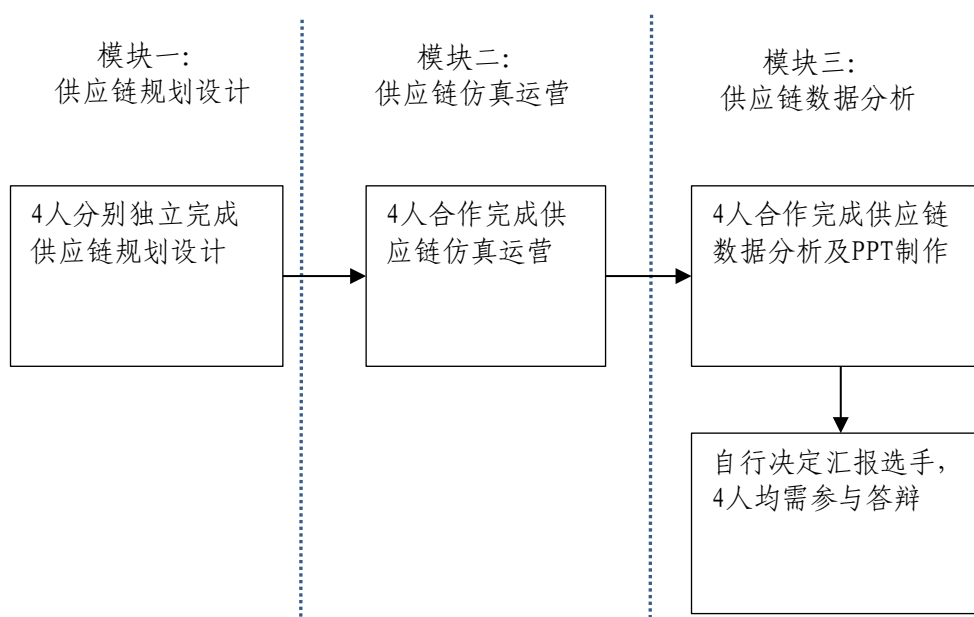 模块一:
供应链规划设计
模块二:
供应链仿真运营
模块三:
供应链数据分析
4人分别独立完成
供应链规划设计
4人合作完成供
应链仿真运营
4人合作完成供应链
数据分析及PPT制作
自行决定汇报选手,
4人均需参与答辩